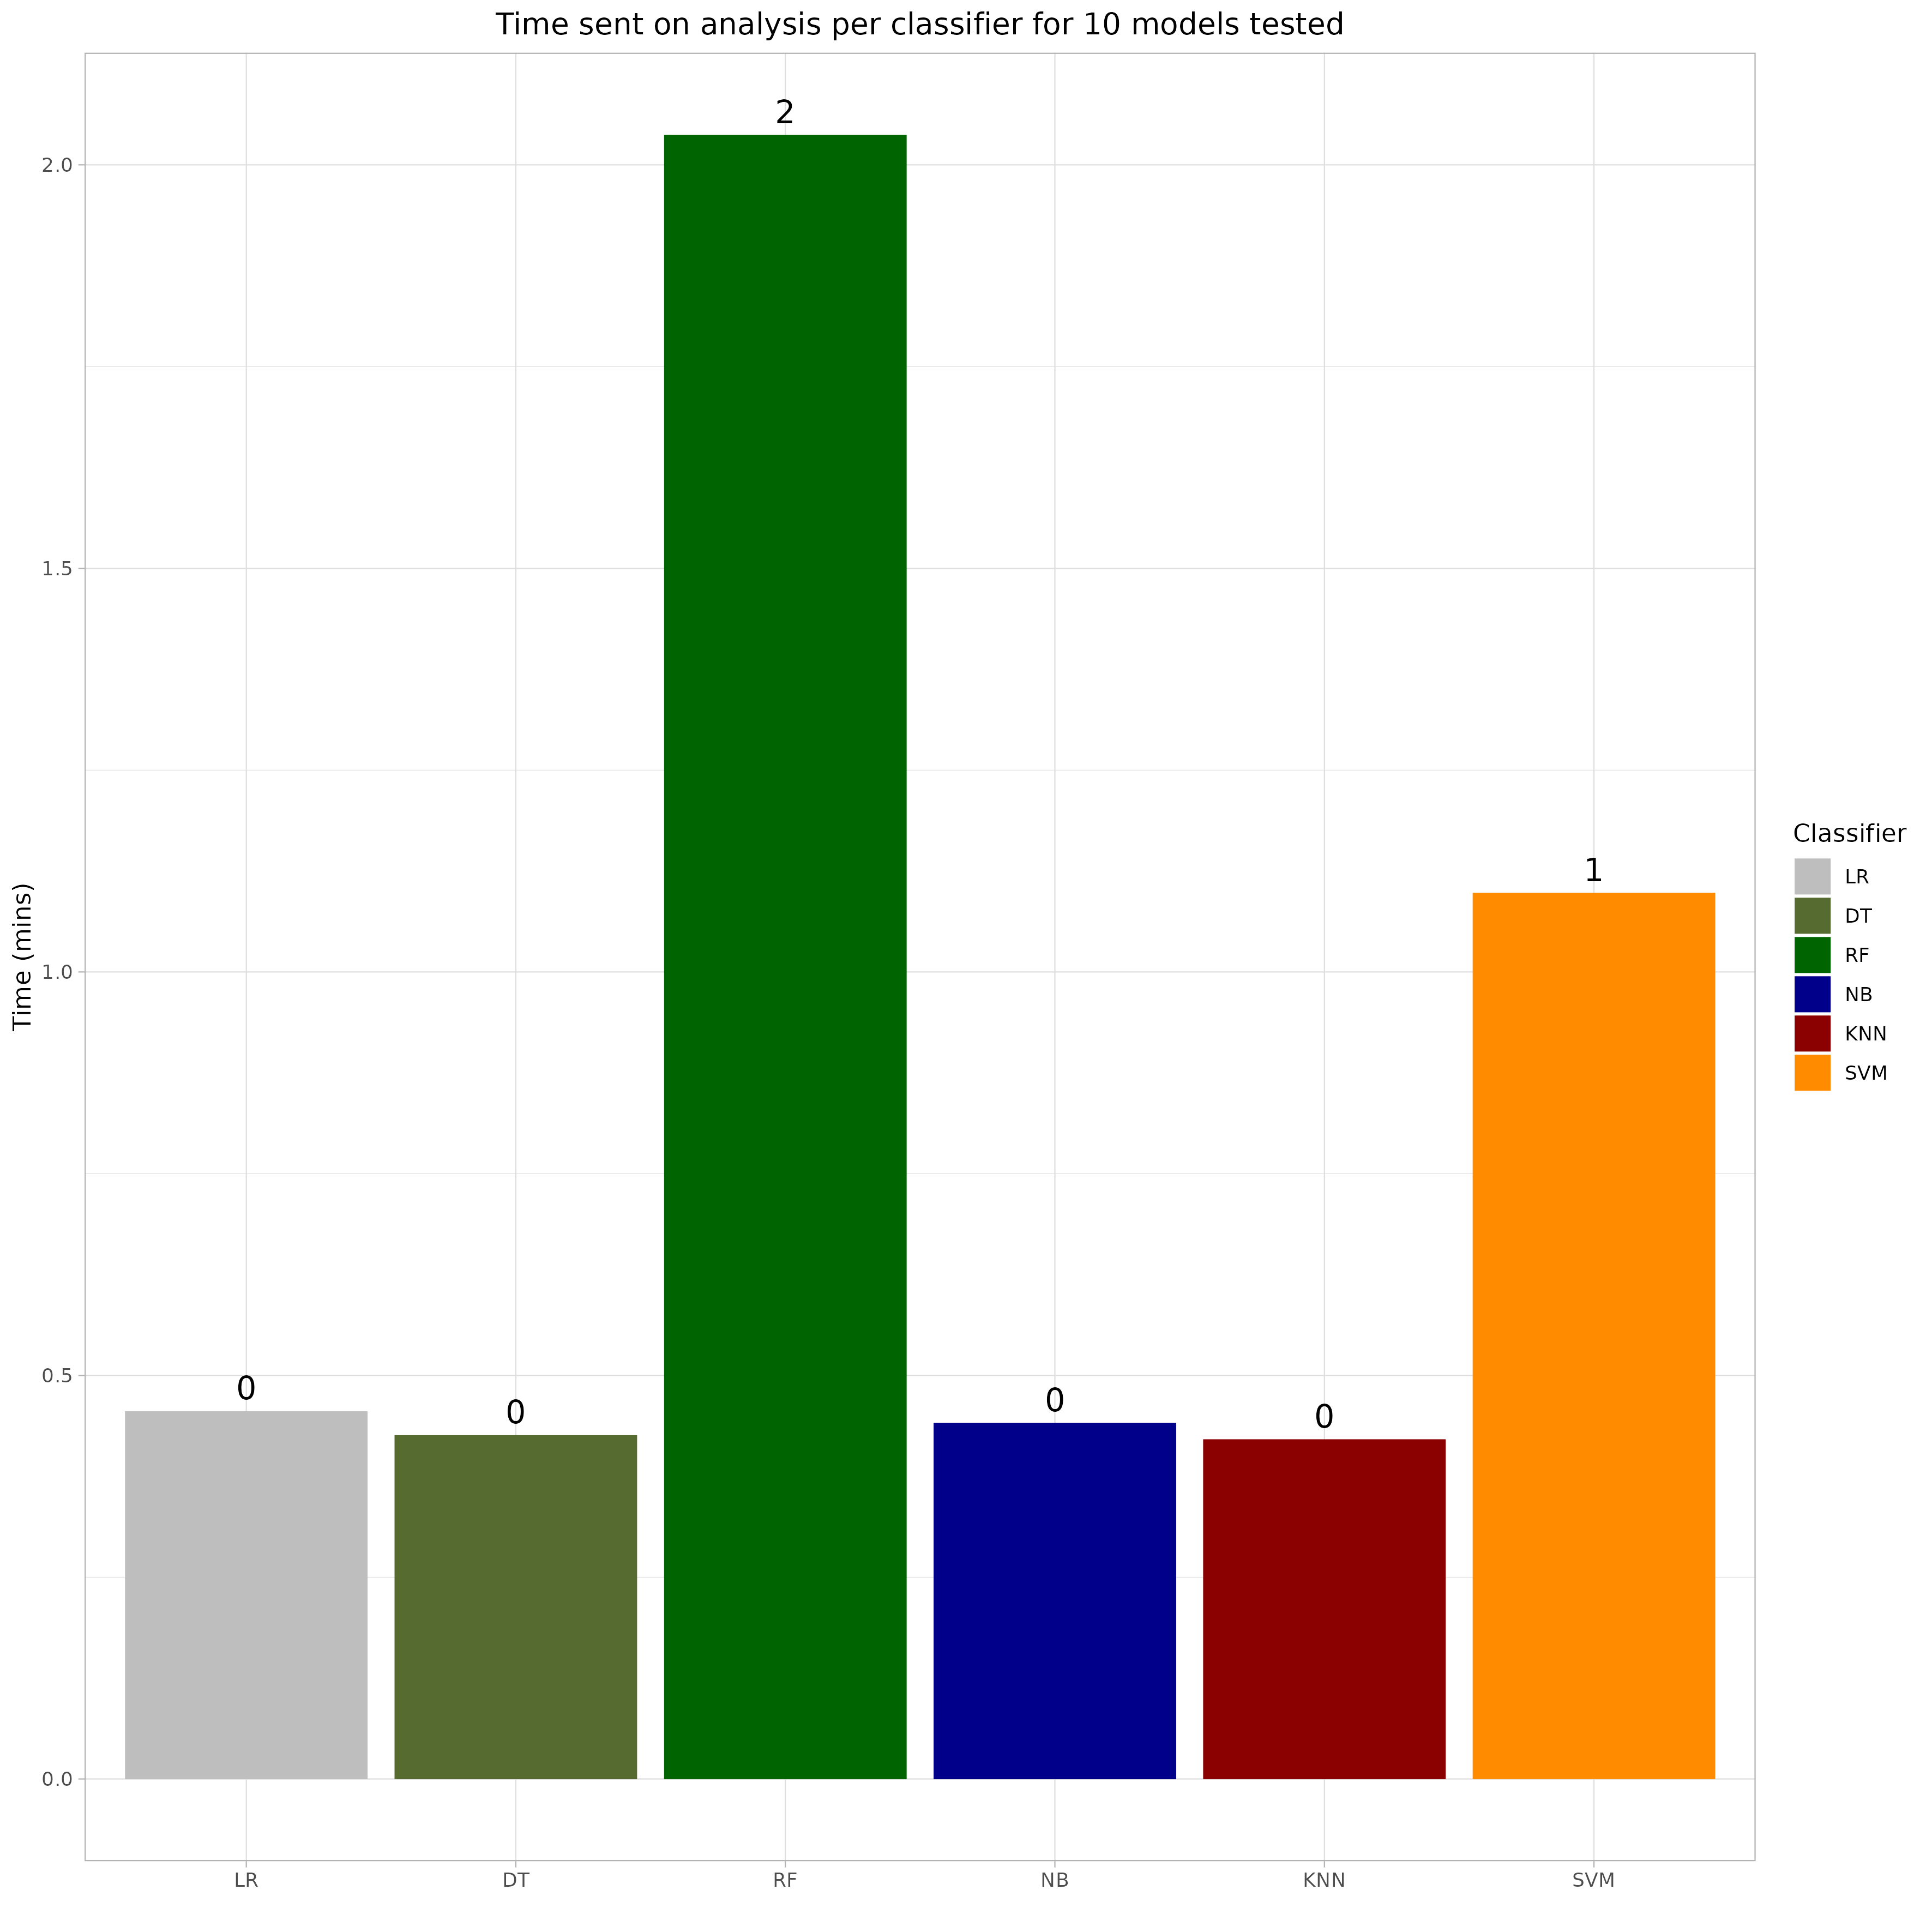 Time sent on analysis per classifier for 10 models tested
Time (mins)
2.0
1.5
1.0
0.5
0.0
0
0
2
0
0
1
LR
DT
RF
NB
KNN
SVM
Classifier
LR
DT
RF
NB
KNN
SVM